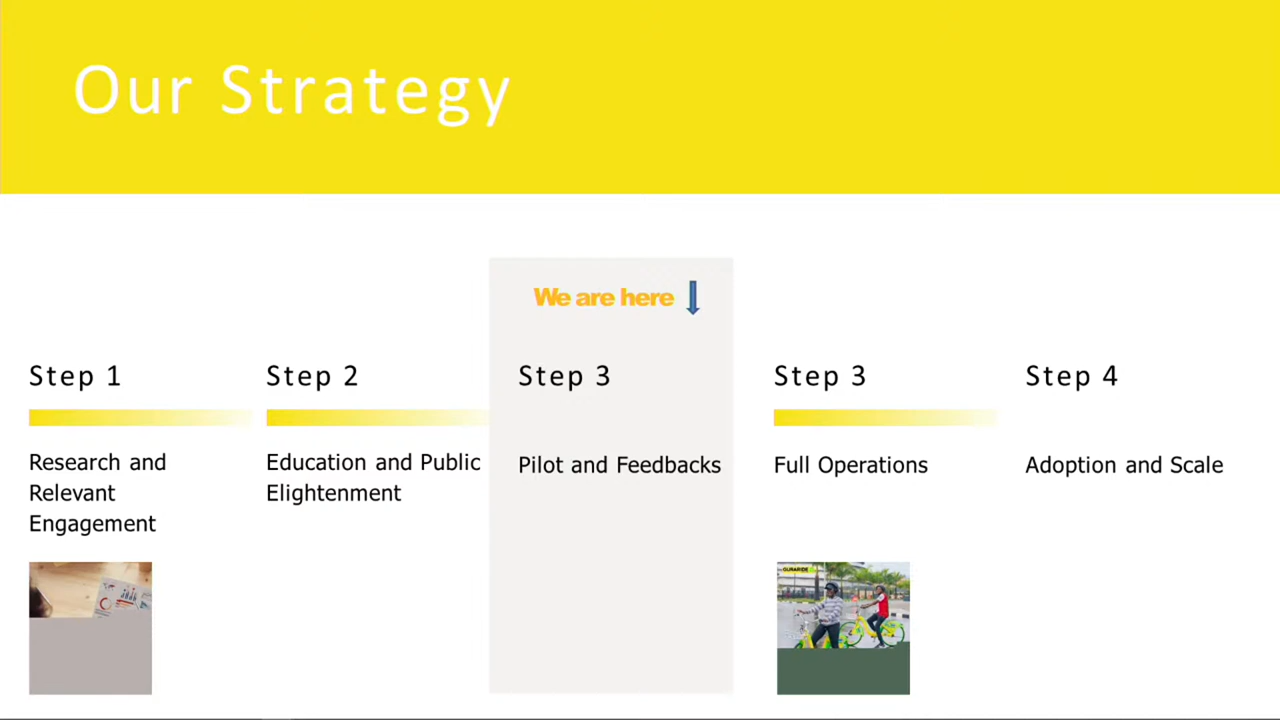 Our Strategy
We are here
Step 1
Research and
Relevant
Engagement
Step 2
Education and Public
Elightenment
Step 3
Pilot and Feedbacks
Step 3
Full Operations
Step 4
Adoption and Scale